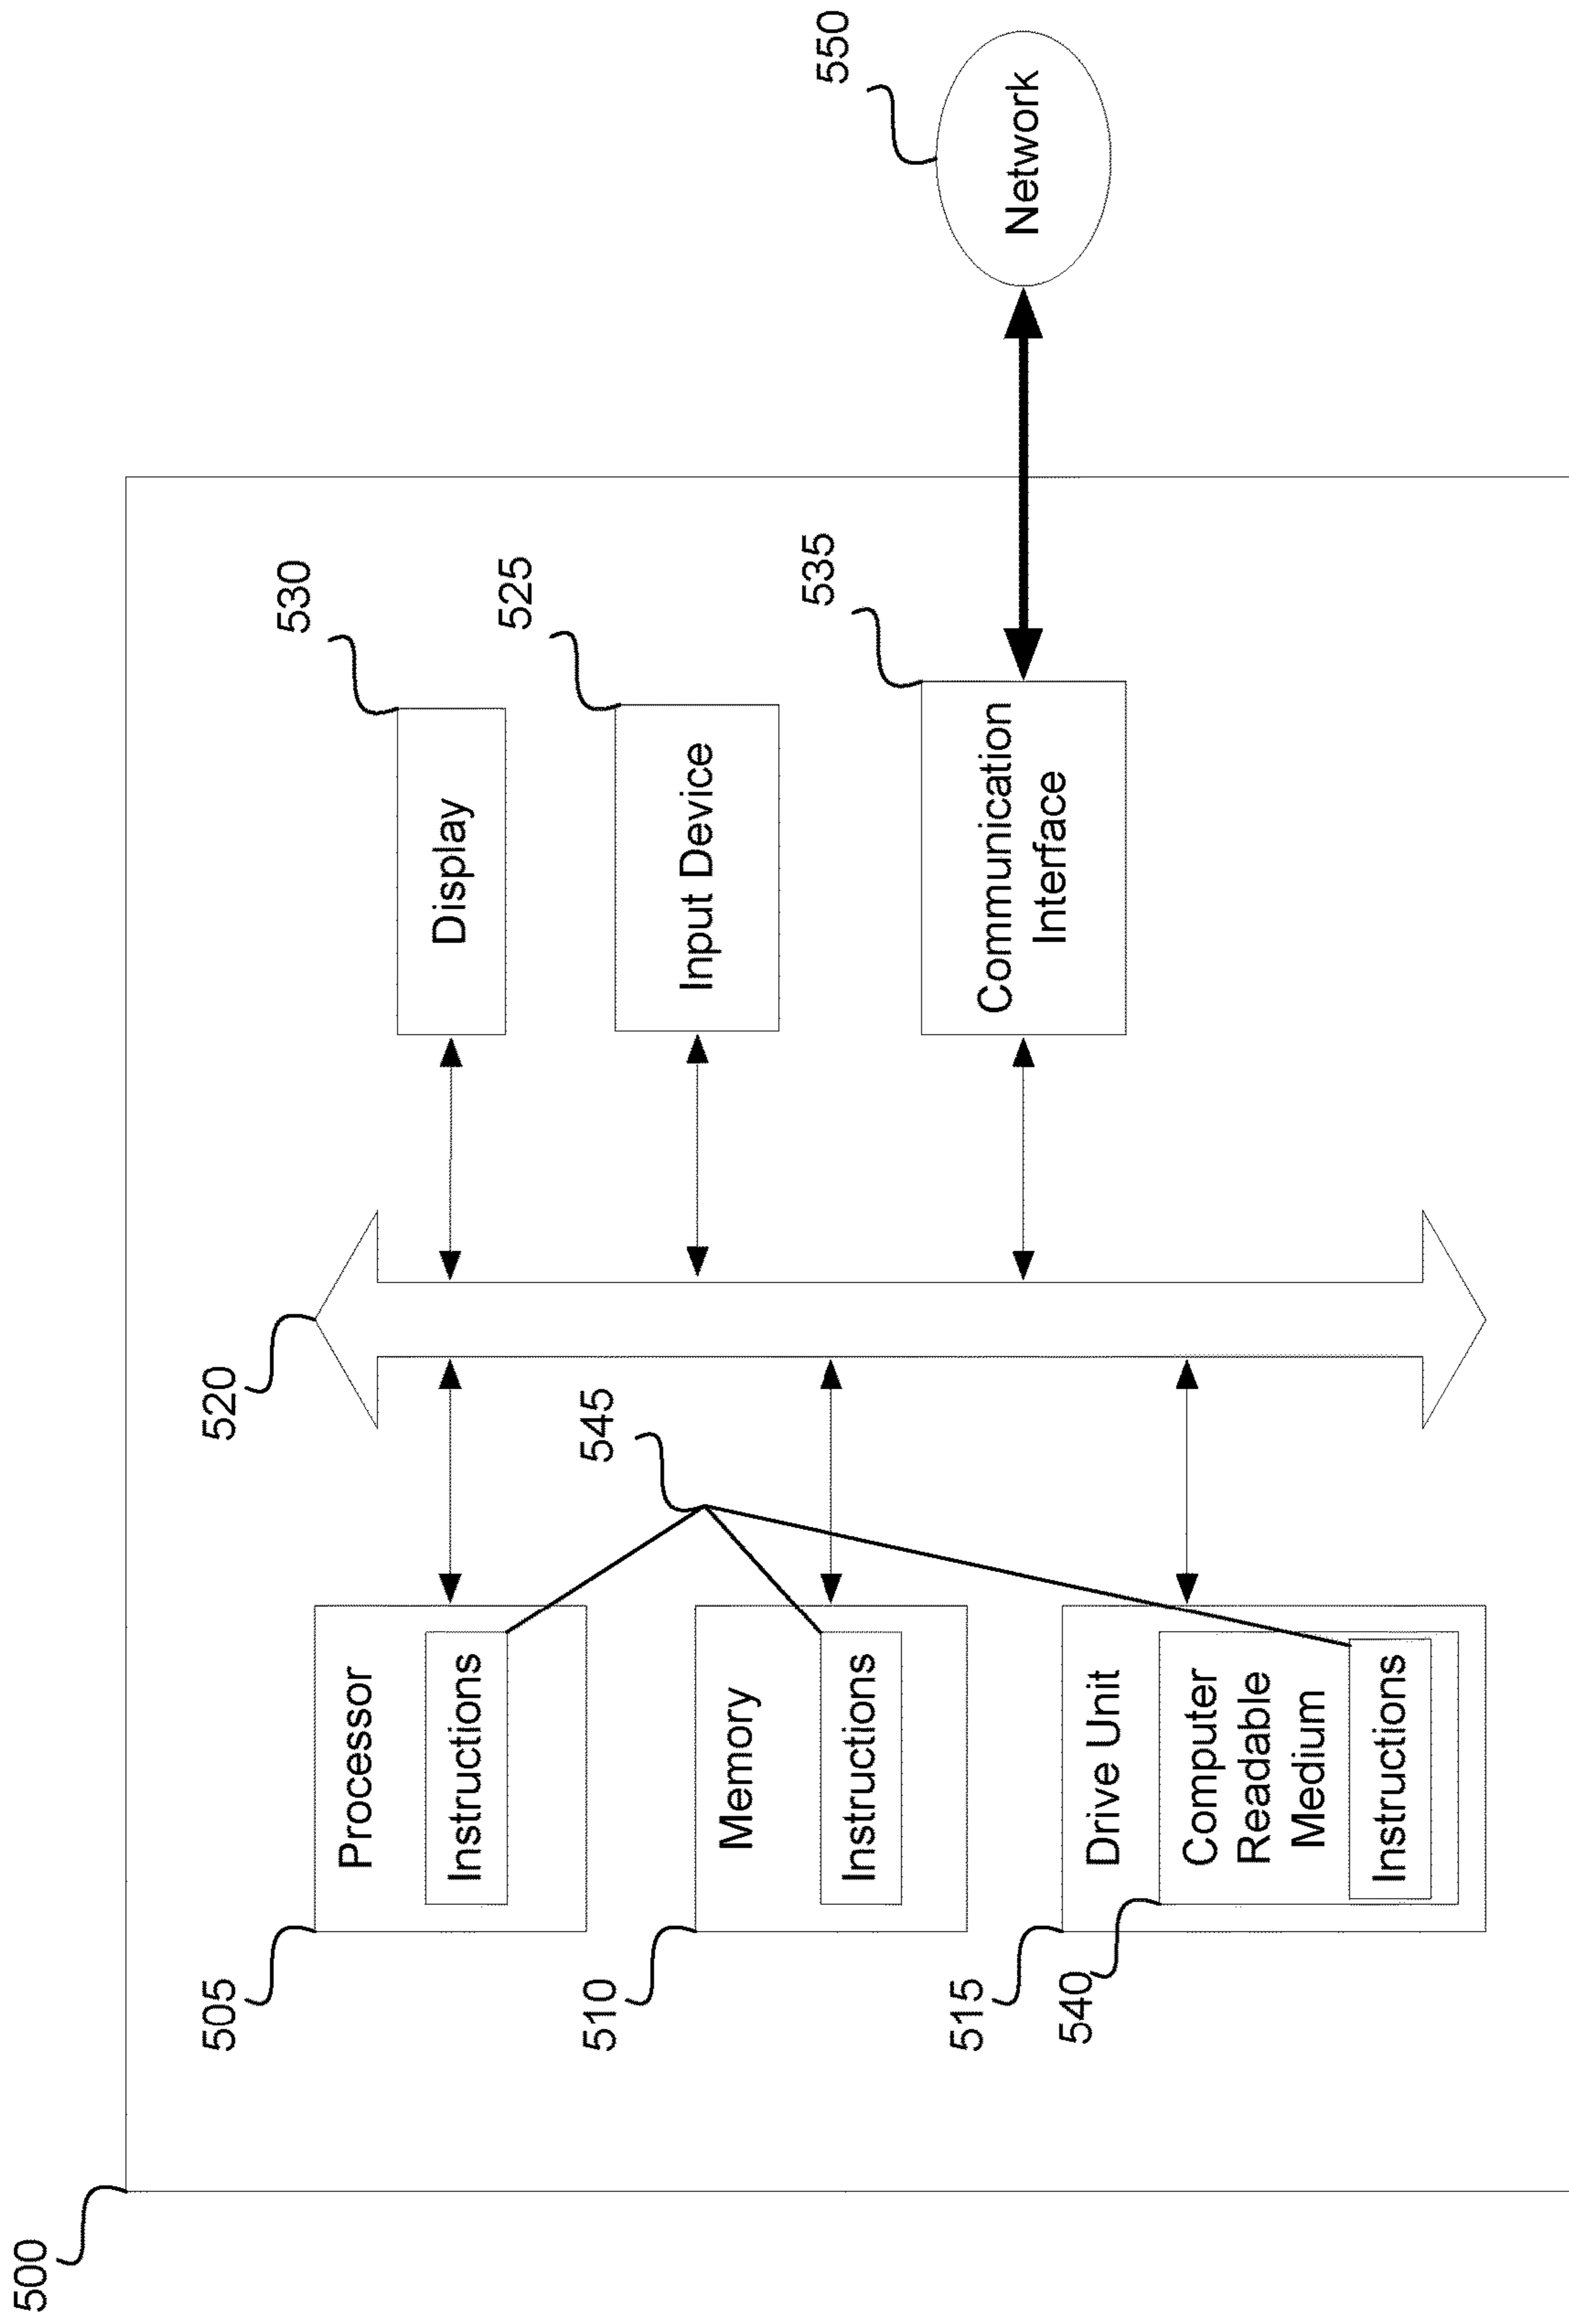 500
505
Processor
Instructions
510
Memory
Instructions
515
540
Drive Unit
Computer
Readable
Medium
Instructions
520
545
530
Display
525
Input Device
535
Communication
Interface
550
Network